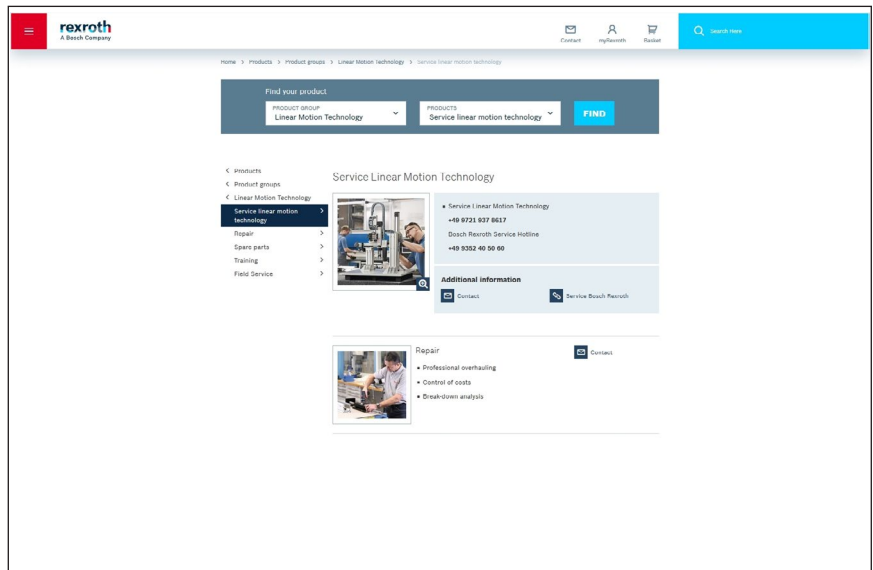 rexroth
A Bosch Company
Contact
myRexroth
Basket
Search Here
Home > Products > Product groups > Linear Motion Technology > Service linear motion technology
Find your product
PRODUCT GROUP
Linear Motion Technology
PRODUCTS
Service linear motion technology
FIND
Products
Product groups
Linear Motion Technology
Service linear motion
technology
Repair
Spare parts
Training
Field Service
Service Linear Motion Technology
Service Linear Motion Technology
+49 9721 937 8617
Bosch Rexroth Service Hotline
+49 9352 40 50 60
Additional information
Contact
Service Bosch Rexroth
Repair
Professional overhauling
Control of costs
Break-down analysis
Contact